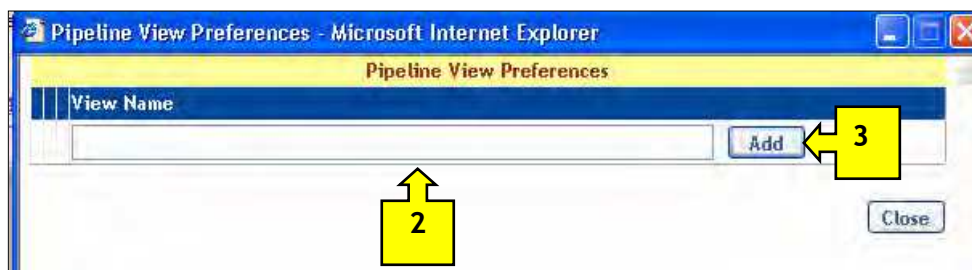 Pipeline View Preferences - Microsoft Internet Explorer
Pipeline View Preferences
View Name
Add
3
2
Close